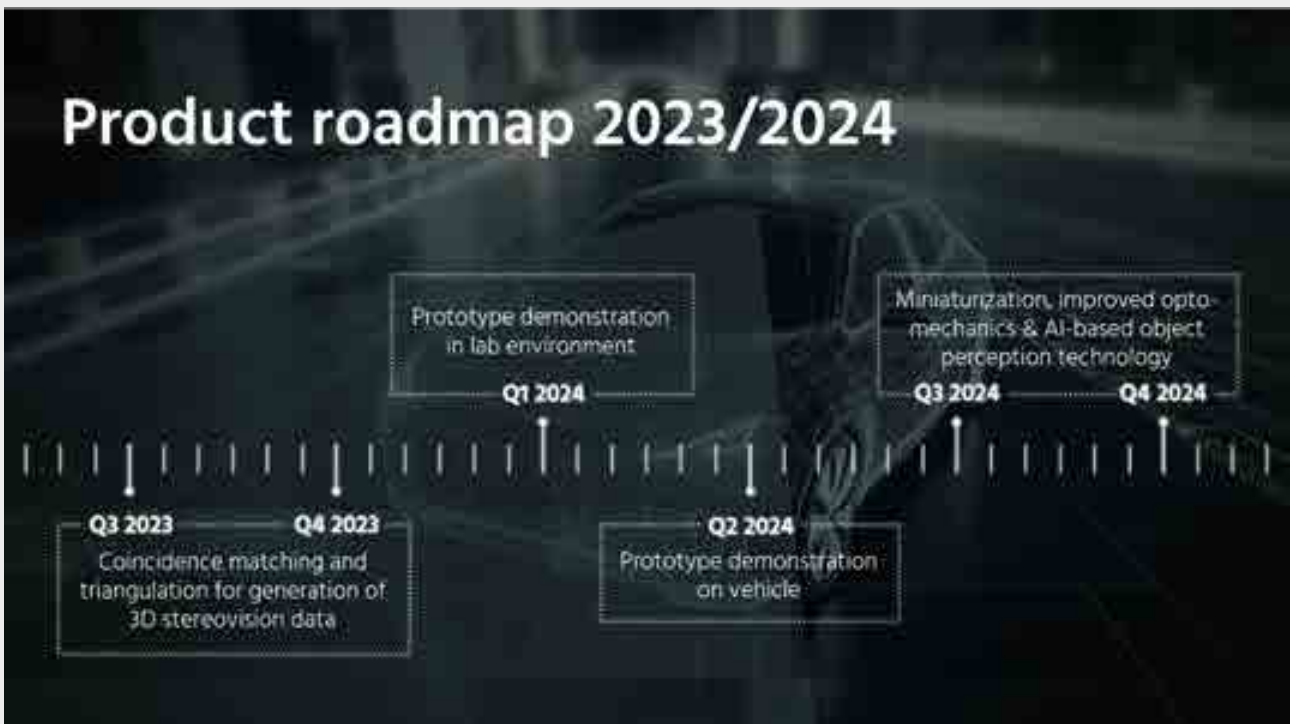 Product roadmap 2023/2024
Prototype demonstration
in lab environment
Q1 2024
Miniaturization, improved opto-
mechanics & AI-based object
perception technology
Q3 2024 Q4 2024
Q3 2023 Q4 2023
Coincidence matching and
triangulation for generation of
3D stereovision data
Q2 2024
Prototype demonstration
on vehicle